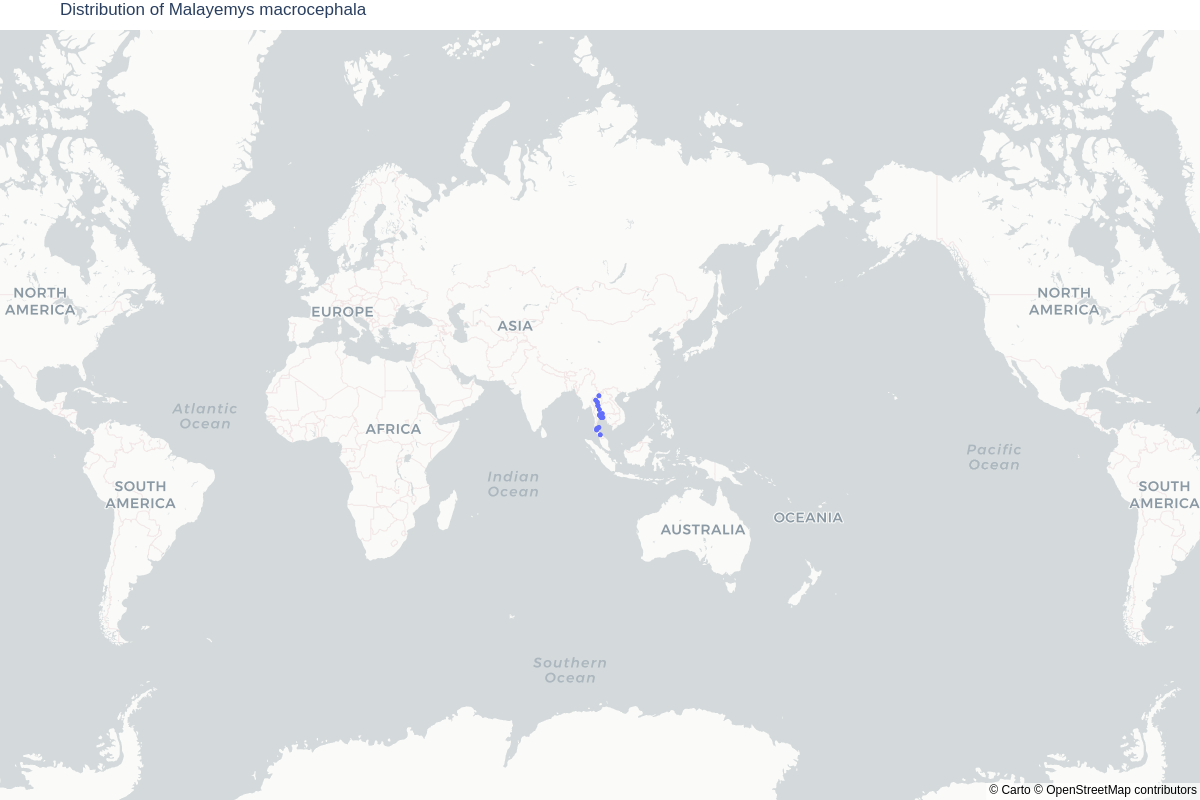 Distribution of Malayemys macrocephala
NORTH
AMERICA
EUROPE
ASIA
NORTH
AMERICA
Atlantic
Ocean
AFRICA
Pacific
Ocean
Indian
Ocean
SOUTH
AMERICA
SOUTH
AMERICA
OCEANIA
AUSTRALIA
Southern
Ocean
© Carto © OpenStreetMap contributors